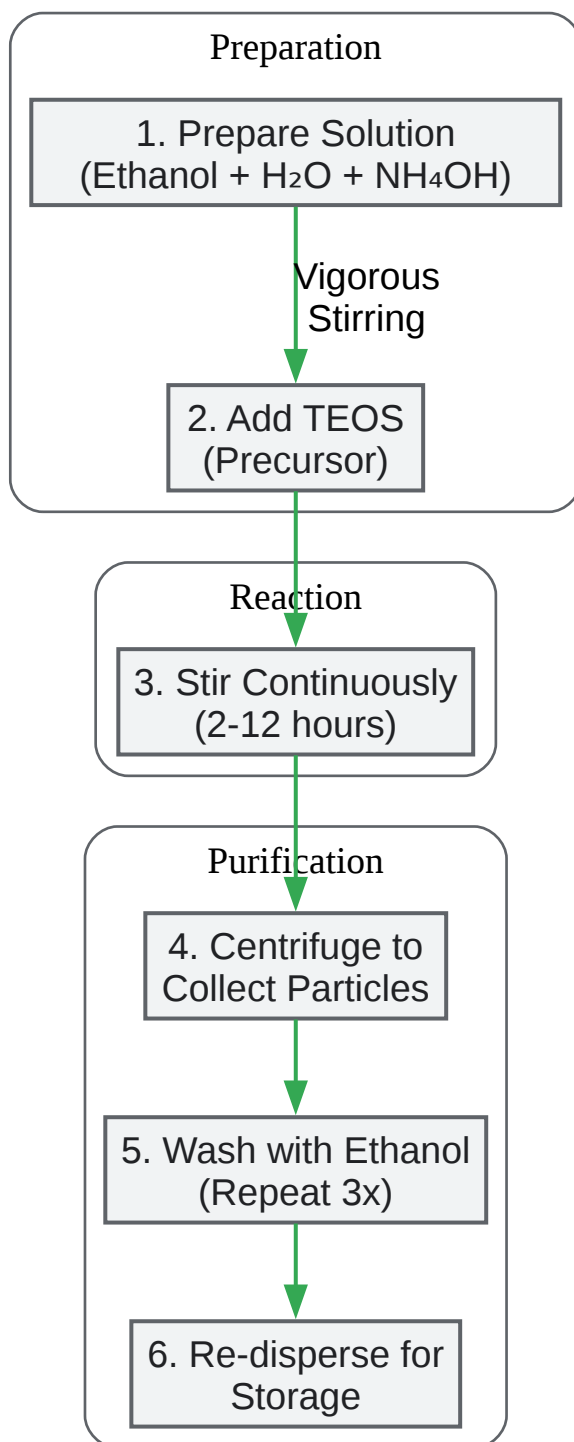 Preparation
1. Prepare Solution
(Ethanol + H₂O + NH₄OH)
Vigorous
Stirring
2. Add TEOS
(Precursor)
Reaction
3. Stir Continuously
(2-12 hours)
Purification
4. Centrifuge to
Collect Particles
5. Wash with Ethanol
(Repeat 3x)
6. Re-disperse for
Storage